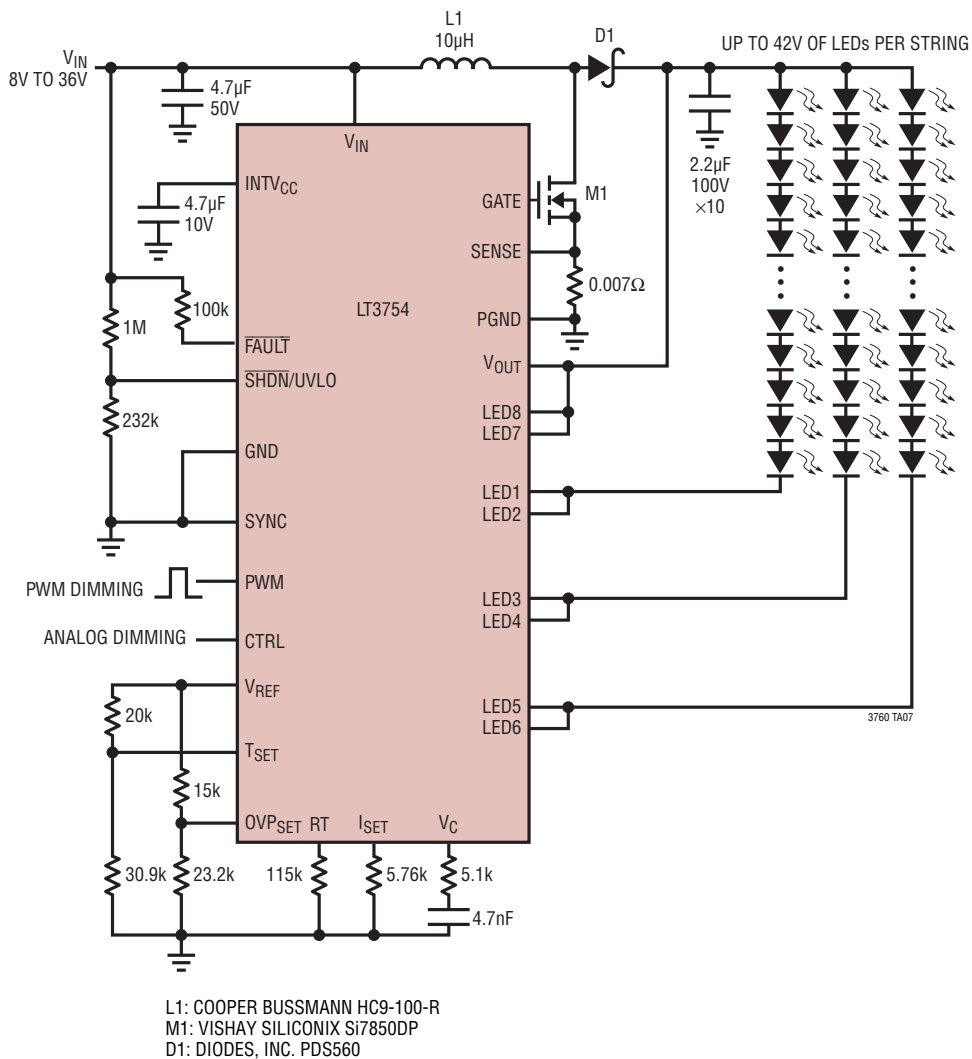 L1
10µH
D1
UP TO 42V OF LEDs PER STRING
VIN
8V TO 36V
4.7µF
50V
VIN
2.2µF
100V
×10
INTVCC
4.7µF
10V
GATE
M1
SENSE
0.007Ω
LT3754
PGND
100k
1M
FAULT
VOUT
SHDN/UVLO
LED8
232k
LED7
GND
LED1
LED2
SYNC
PWM DIMMING
PWM
LED3
LED4
ANALOG DIMMING
CTRL
VREF
20k
LED5
LED6
3760 TA07
TSET
15k
OVPSET
RT
ISET
VC
30.9k
23.2k
115k
5.76k
5.1k
4.7nF
L1: COOPER BUSSMANN HC9-100-R
M1: VISHAY SILICONIX Si7850DP
D1: DIODES, INC. PDS560